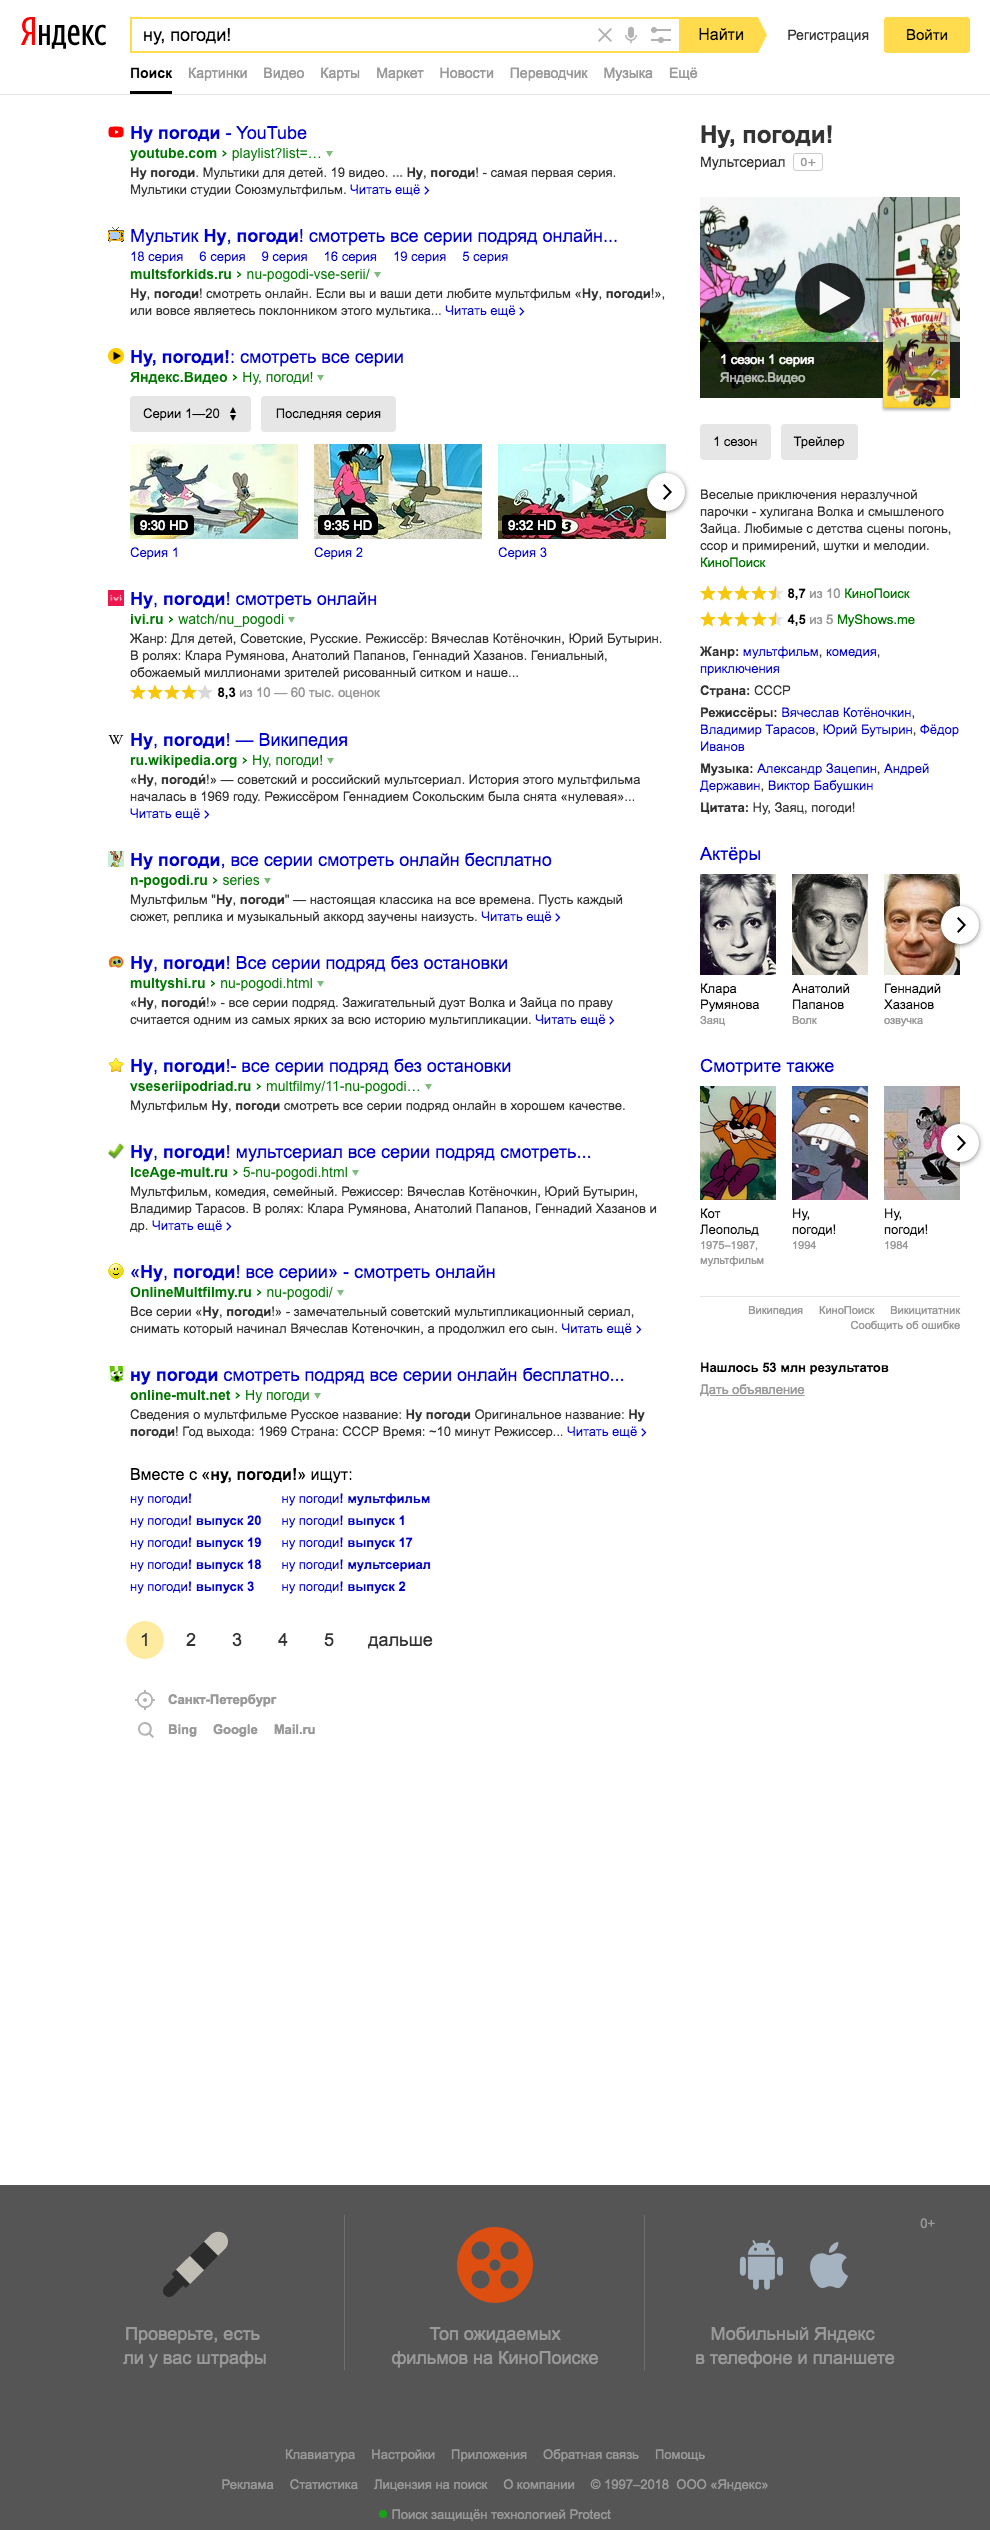 Яндекс
ну, погоди!
Найти
Регистрация
Войти
Поиск Картинки Видео Карты Маркет Новости Переводчик Музыка Ещё
Ну погоди - YouTube
youtube.com › playlist?list=…
Ну погоди. Мультики для детей. 19 видео. ... Ну, погоди! - самая первая серия.
Мультики студии Союзмультфильм. Читать ещё ›
Мультик Ну, погоди! смотреть все серии подряд онлайн...
18 серия 6 серия 9 серия 16 серия 19 серия 5 серия
multsforkids.ru › nu-pogodi-vse-serii/
Ну, погоди! смотреть онлайн. Если вы и ваши дети любите мультфильм «Ну, погоди!»,
или вовсе являетесь поклонником этого мультика... Читать ещё ›
Ну, погоди!: смотреть все серии
Яндекс.Видео › Ну, погоди!
Серии 1—20
Последняя серия
9:30 HD
9:35 HD
9:32 HD
Серия 1
Серия 2
Серия 3
ivi
Ну, погоди! смотреть онлайн
ivi.ru › watch/nu_pogodi
Жанр: Для детей, Советские, Русские. Режиссёр: Вячеслав Котёночкин, Юрий Бутырин.
В ролях: Клара Румянова, Анатолий Папанов, Геннадий Хазанов. Гениальный,
обожаемый миллионами зрителей рисованный ситком и наше...
8,3 из 10 — 60 тыс. оценок
W
Ну, погоди! — Википедия
ru.wikipedia.org › Ну, погоди!
«Ну, погоди́!» — советский и российский мультсериал. История этого мультфильма
началась в 1969 году. Режиссёром Геннадием Сокольским была снята «нулевая»...
Читать ещё ›
Ну погоди, все серии смотреть онлайн бесплатно
n-pogodi.ru › series
Мультфильм "Ну, погоди" — настоящая классика на все времена. Пусть каждый
сюжет, реплика и музыкальный аккорд заучены наизусть. Читать ещё ›
Ну, погоди! Все серии подряд без остановки
multyshi.ru › nu-pogodi.html
«Ну, погоди́!» - все серии подряд. Зажигательный дуэт Волка и Зайца по праву
считается одним из самых ярких за всю историю мультипликации. Читать ещё ›
Ну, погоди!- все серии подряд без остановки
vseseriipodriad.ru › multfilmy/11-nu-pogodi…
Мультфильм Ну, погоди смотреть все серии подряд онлайн в хорошем качестве.
Ну, погоди! мультсериал все серии подряд смотреть...
IceAge-mult.ru › 5-nu-pogodi.html
Мультфильм, комедия, семейный. Режиссер: Вячеслав Котёночкин, Юрий Бутырин,
Владимир Тарасов. В ролях: Клара Румянова, Анатолий Папанов, Геннадий Хазанов и
др. Читать ещё ›
«Ну, погоди! все серии» - смотреть онлайн
OnlineMultfilmy.ru › nu-pogodi/
Все серии «Ну, погоди!» - замечательный советский мультипликационный сериал,
снимать который начинал Вячеслав Котеночкин, а продолжил его сын. Читать ещё ›
ну погоди смотреть подряд все серии онлайн бесплатно...
online-mult.net › Ну погоди
Сведения о мультфильме Русское название: Ну погоди Оригинальное название: Ну
погоди! Год выхода: 1969 Страна: СССР Время: ~10 минут Режиссер... Читать ещё ›
Вместе с «ну, погоди!» ищут:
ну погоди! ну погоди! мультфильм
ну погоди! выпуск 20 ну погоди! выпуск 1
ну погоди! выпуск 19 ну погоди! выпуск 17
ну погоди! выпуск 18 ну погоди! мультсериал
ну погоди! выпуск 3 ну погоди! выпуск 2
1 2 3 4 5 дальше
Санкт-Петербург
Bing Google Mail.ru
Ну, погоди!
Мультсериал 0+
НУ, ПОГОДИ!
1 сезон 1 серия
Яндекс.Видео
1 сезон
Трейлер
Веселые приключения неразлучной
парочки - хулигана Волка и смышленого
Зайца. Любимые с детства сцены погонь,
ссор и примирений, шутки и мелодии.
КиноПоиск
8,7 из 10 КиноПоиск
4,5 из 5 MyShows.me
Жанр: мультфильм, комедия,
приключения
Страна: СССР
Режиссёры: Вячеслав Котёночкин,
Владимир Тарасов, Юрий Бутырин, Фёдор
Иванов
Музыка: Александр Зацепин, Андрей
Державин, Виктор Бабушкин
Цитата: Ну, Заяц, погоди!
Актёры
Клара
Румянова
Заяц
Анатолий
Папанов
Волк
Геннадий
Хазанов
озвучка
Смотрите также
Кот
Леопольд
1975–1987,
мультфильм
Ну,
погоди!
1994
Ну,
погоди!
1984
Википедия КиноПоиск Викицитатник
Сообщить об ошибке
Нашлось 53 млн результатов
Дать объявление
0+
Проверьте, есть
ли у вас штрафы
Топ ожидаемых
фильмов на КиноПоиске
Мобильный Яндекс
в телефоне и планшете
Клавиатура Настройки Приложения Обратная связь Помощь
Реклама Статистика Лицензия на поиск О компании © 1997–2018 ООО «Яндекс»
Поиск защищён технологией Protect